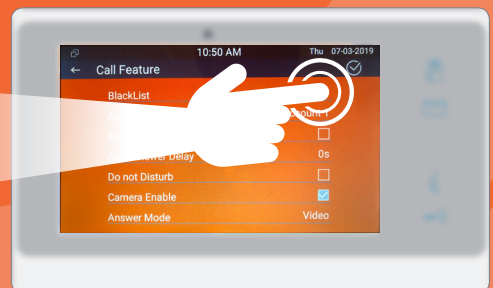 10:50 AM
Thu 07-03-2019
Call Feature
BlackList
0s
Do not Disturb
Camera Enable
Answer Mode
Video